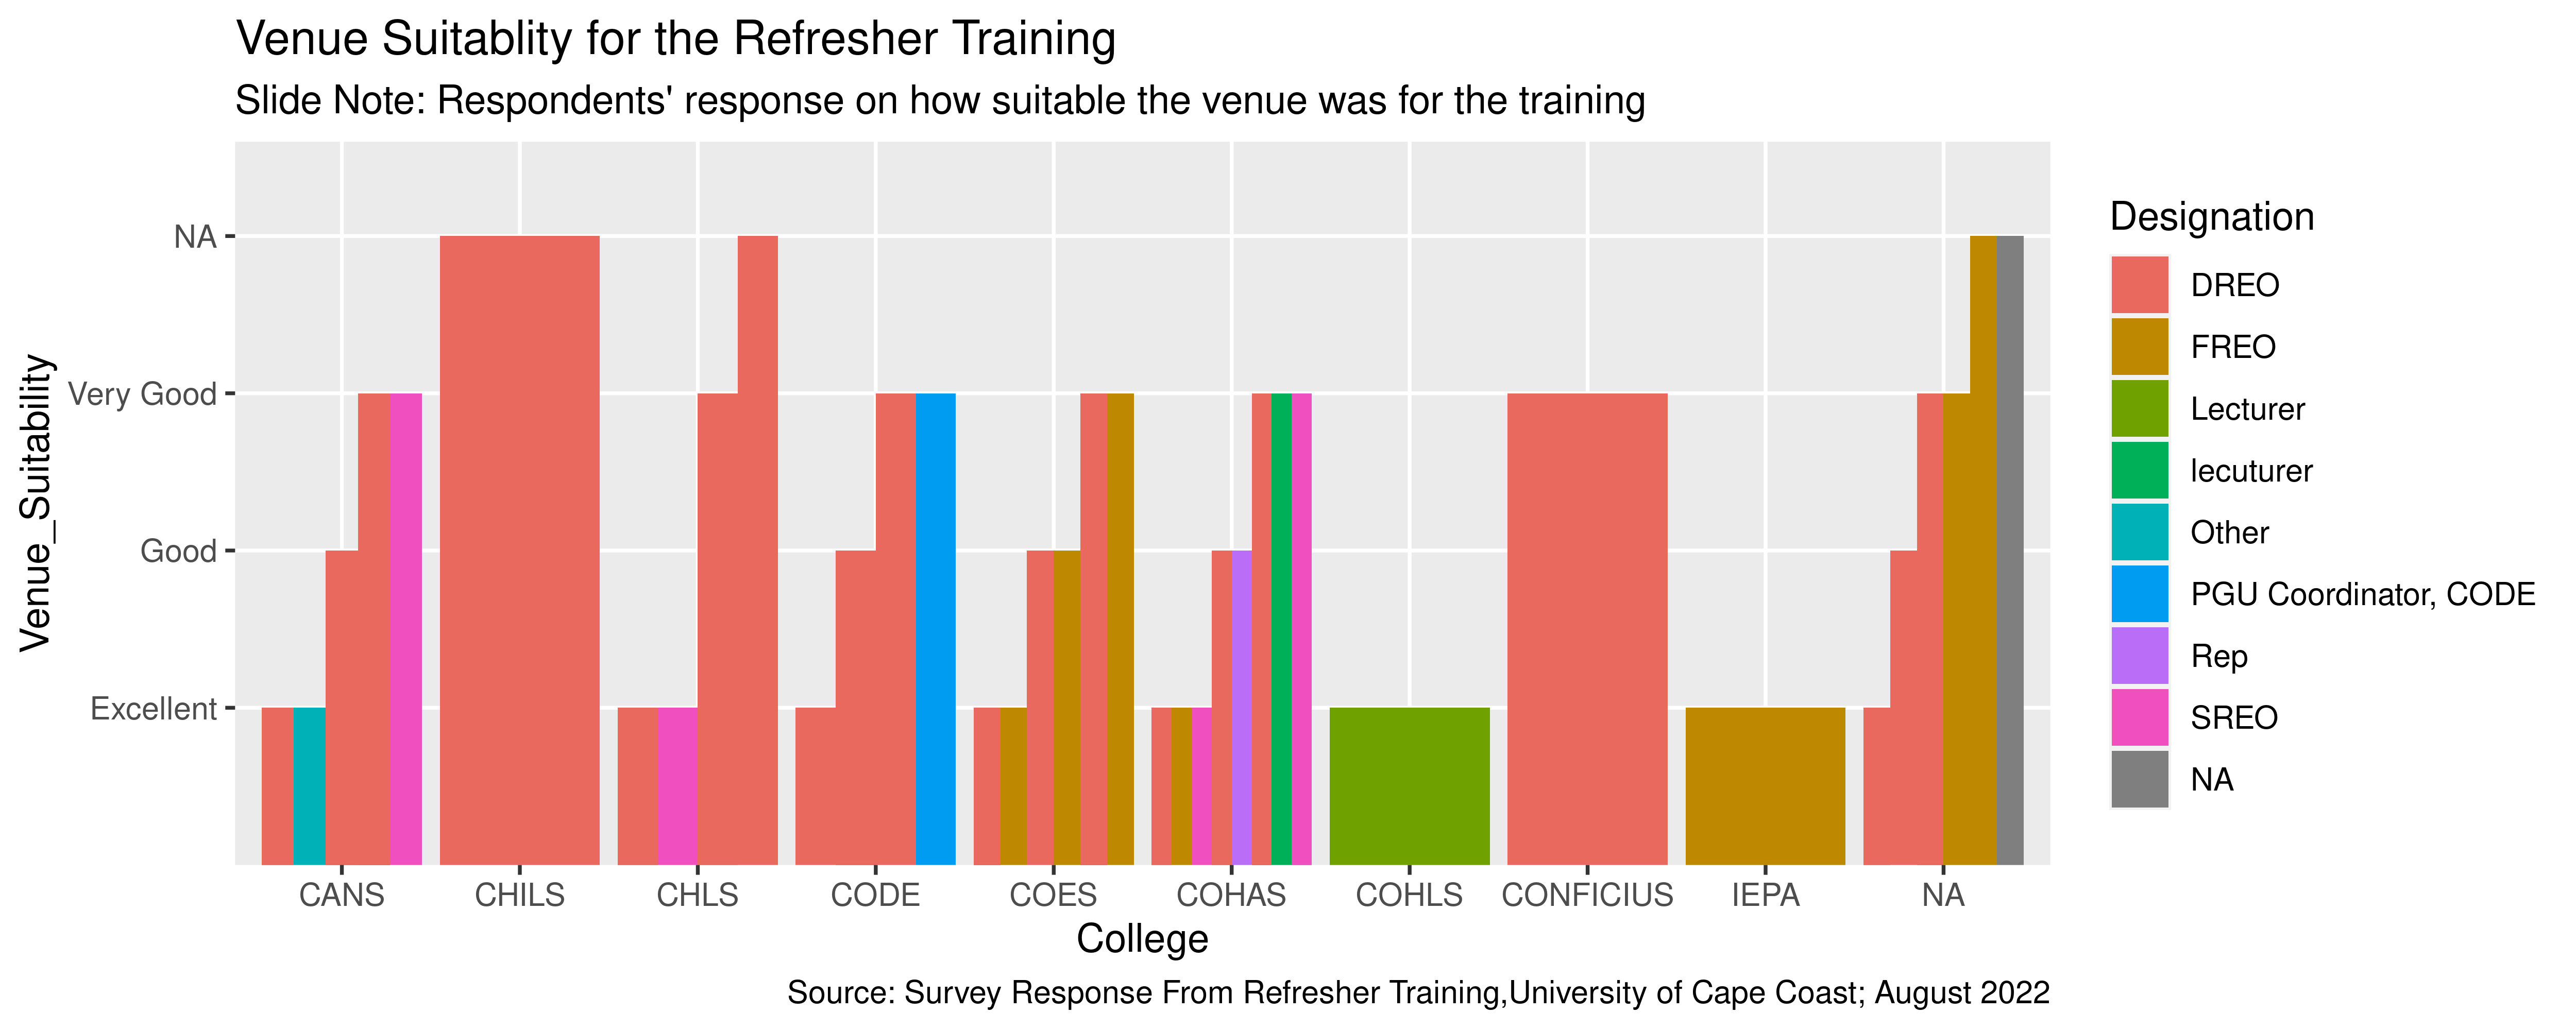 Venue Suitablity for the Refresher Training
Slide Note: Respondents' response on how suitable the venue was for the training
Venue_Suitability
NA
Very Good
Good
Excellent
CANS CHILS CHLS CODE COES COHAS COHLS CONFICIUS IEPA NA
College
Source: Survey Response From Refresher Training,University of Cape Coast; August 2022
Designation
DREO
FREO
Lecturer
lecuturer
Other
PGU Coordinator, CODE
Rep
SREO
NA